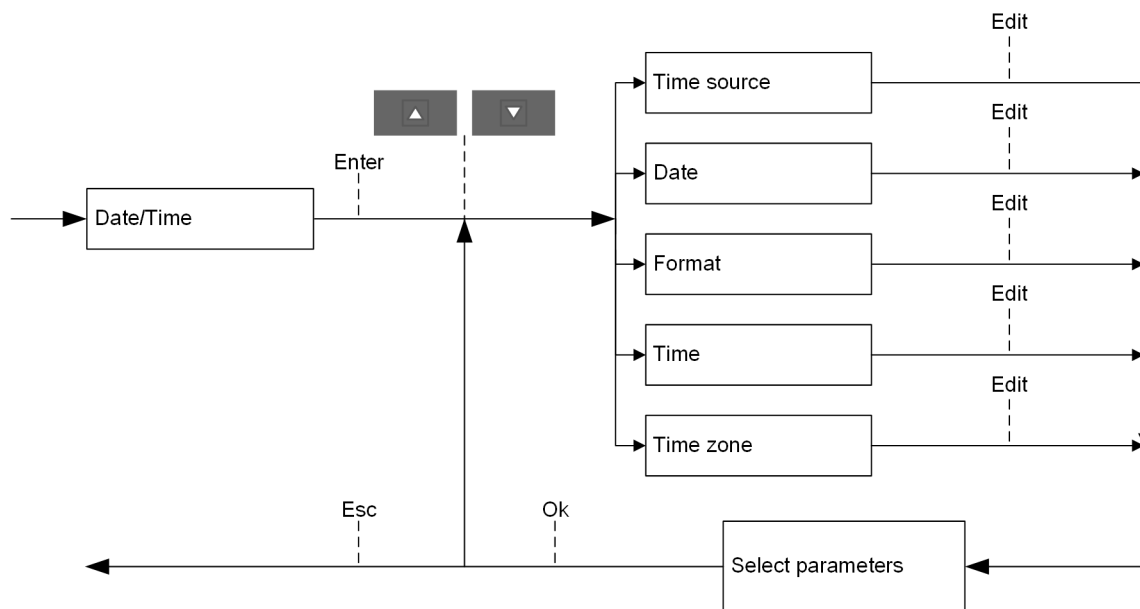 Edit
Time source
Edit
Enter
Date
Date/Time
Edit
Format
Edit
Time
Edit
Time zone
Esc
Ok
Select parameters